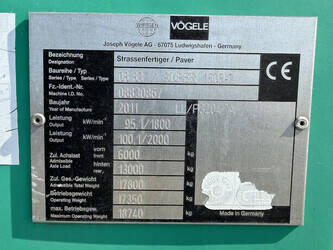 WIRTGEN GROUP
VÖGELE
Joseph Vögele AG · 67075 Ludwigshafen - Germany
Bezeichnung
Designation
Strassenfertiger / Paver
Baureihe / Typ
Series / Type
CE
Fz.-Ident.-Nr.
Machine I.D. No.
Baujahr
Year of Manufacture
2011
Leistung
Output
kW/min⁻¹
95,1/1800
Leistung
Output
kW/min⁻¹
100,1/2000
Zul. Achslast
Admissible
Axle Load
vorn
front
6000
kg
hinten
rear
13000
kg
Zul. Ges.-Gewicht
Admissible Total Weight
17800
kg
Betriebsgewicht
Operating Weight
17350
kg
max. Betriebsgew.
Maximum Operating Weight
18740
kg
Made in Germany